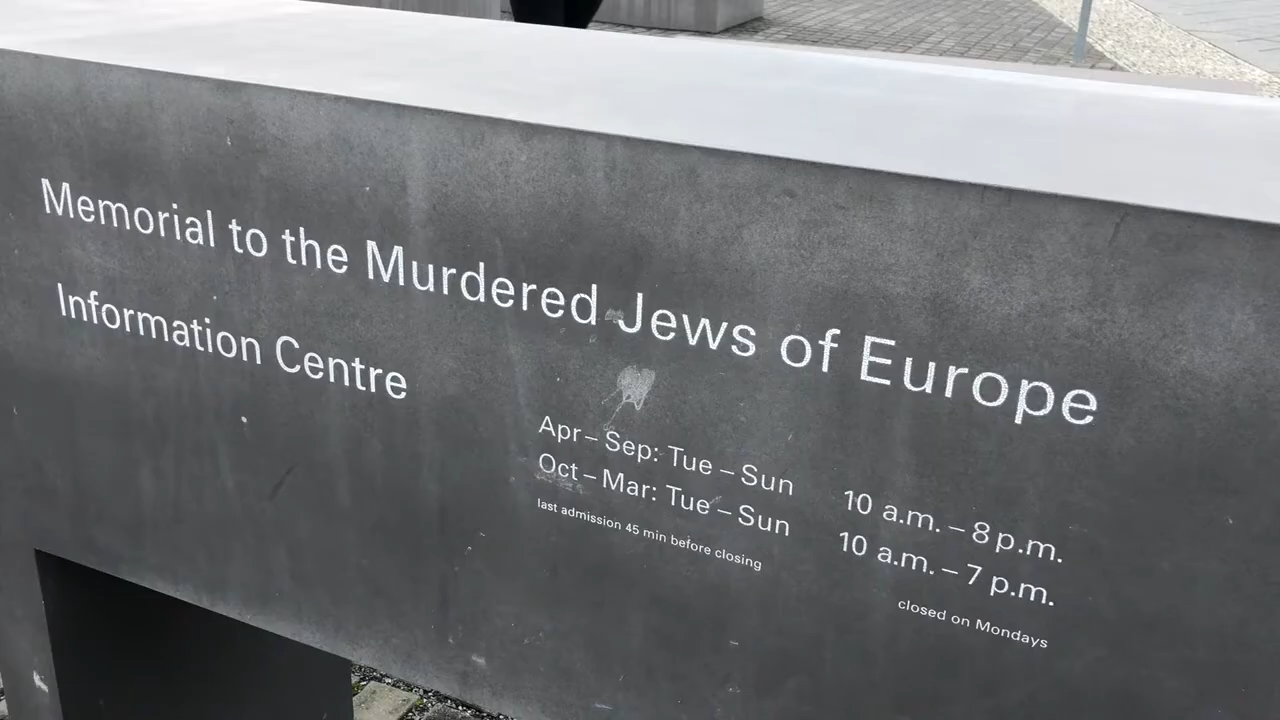 Memorial to the Murdered Jews of Europe
Information Centre
Apr – Sep: Tue – Sun 10 a.m. – 8 p.m.
Oct – Mar: Tue – Sun 10 a.m. – 7 p.m.
last admission 45 min before closing
closed on Mondays